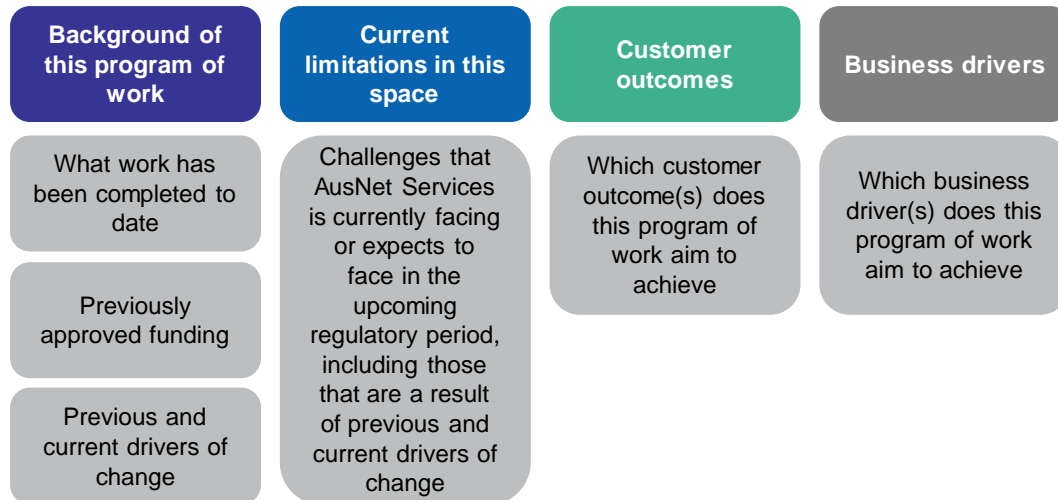 Background of
this program of
work
What work has
been completed to
date
Previously
approved funding
Previous and
current drivers of
change
Current
limitations in this
space
Challenges that
AusNet Services
is currently facing
or expects to
face in the
upcoming
regulatory period,
including those
that are a result
of previous and
current drivers of
change
Customer
outcomes
Which customer
outcome(s) does
this program of
work aim to
achieve
Business drivers
Which business
driver(s) does this
program of work
aim to achieve